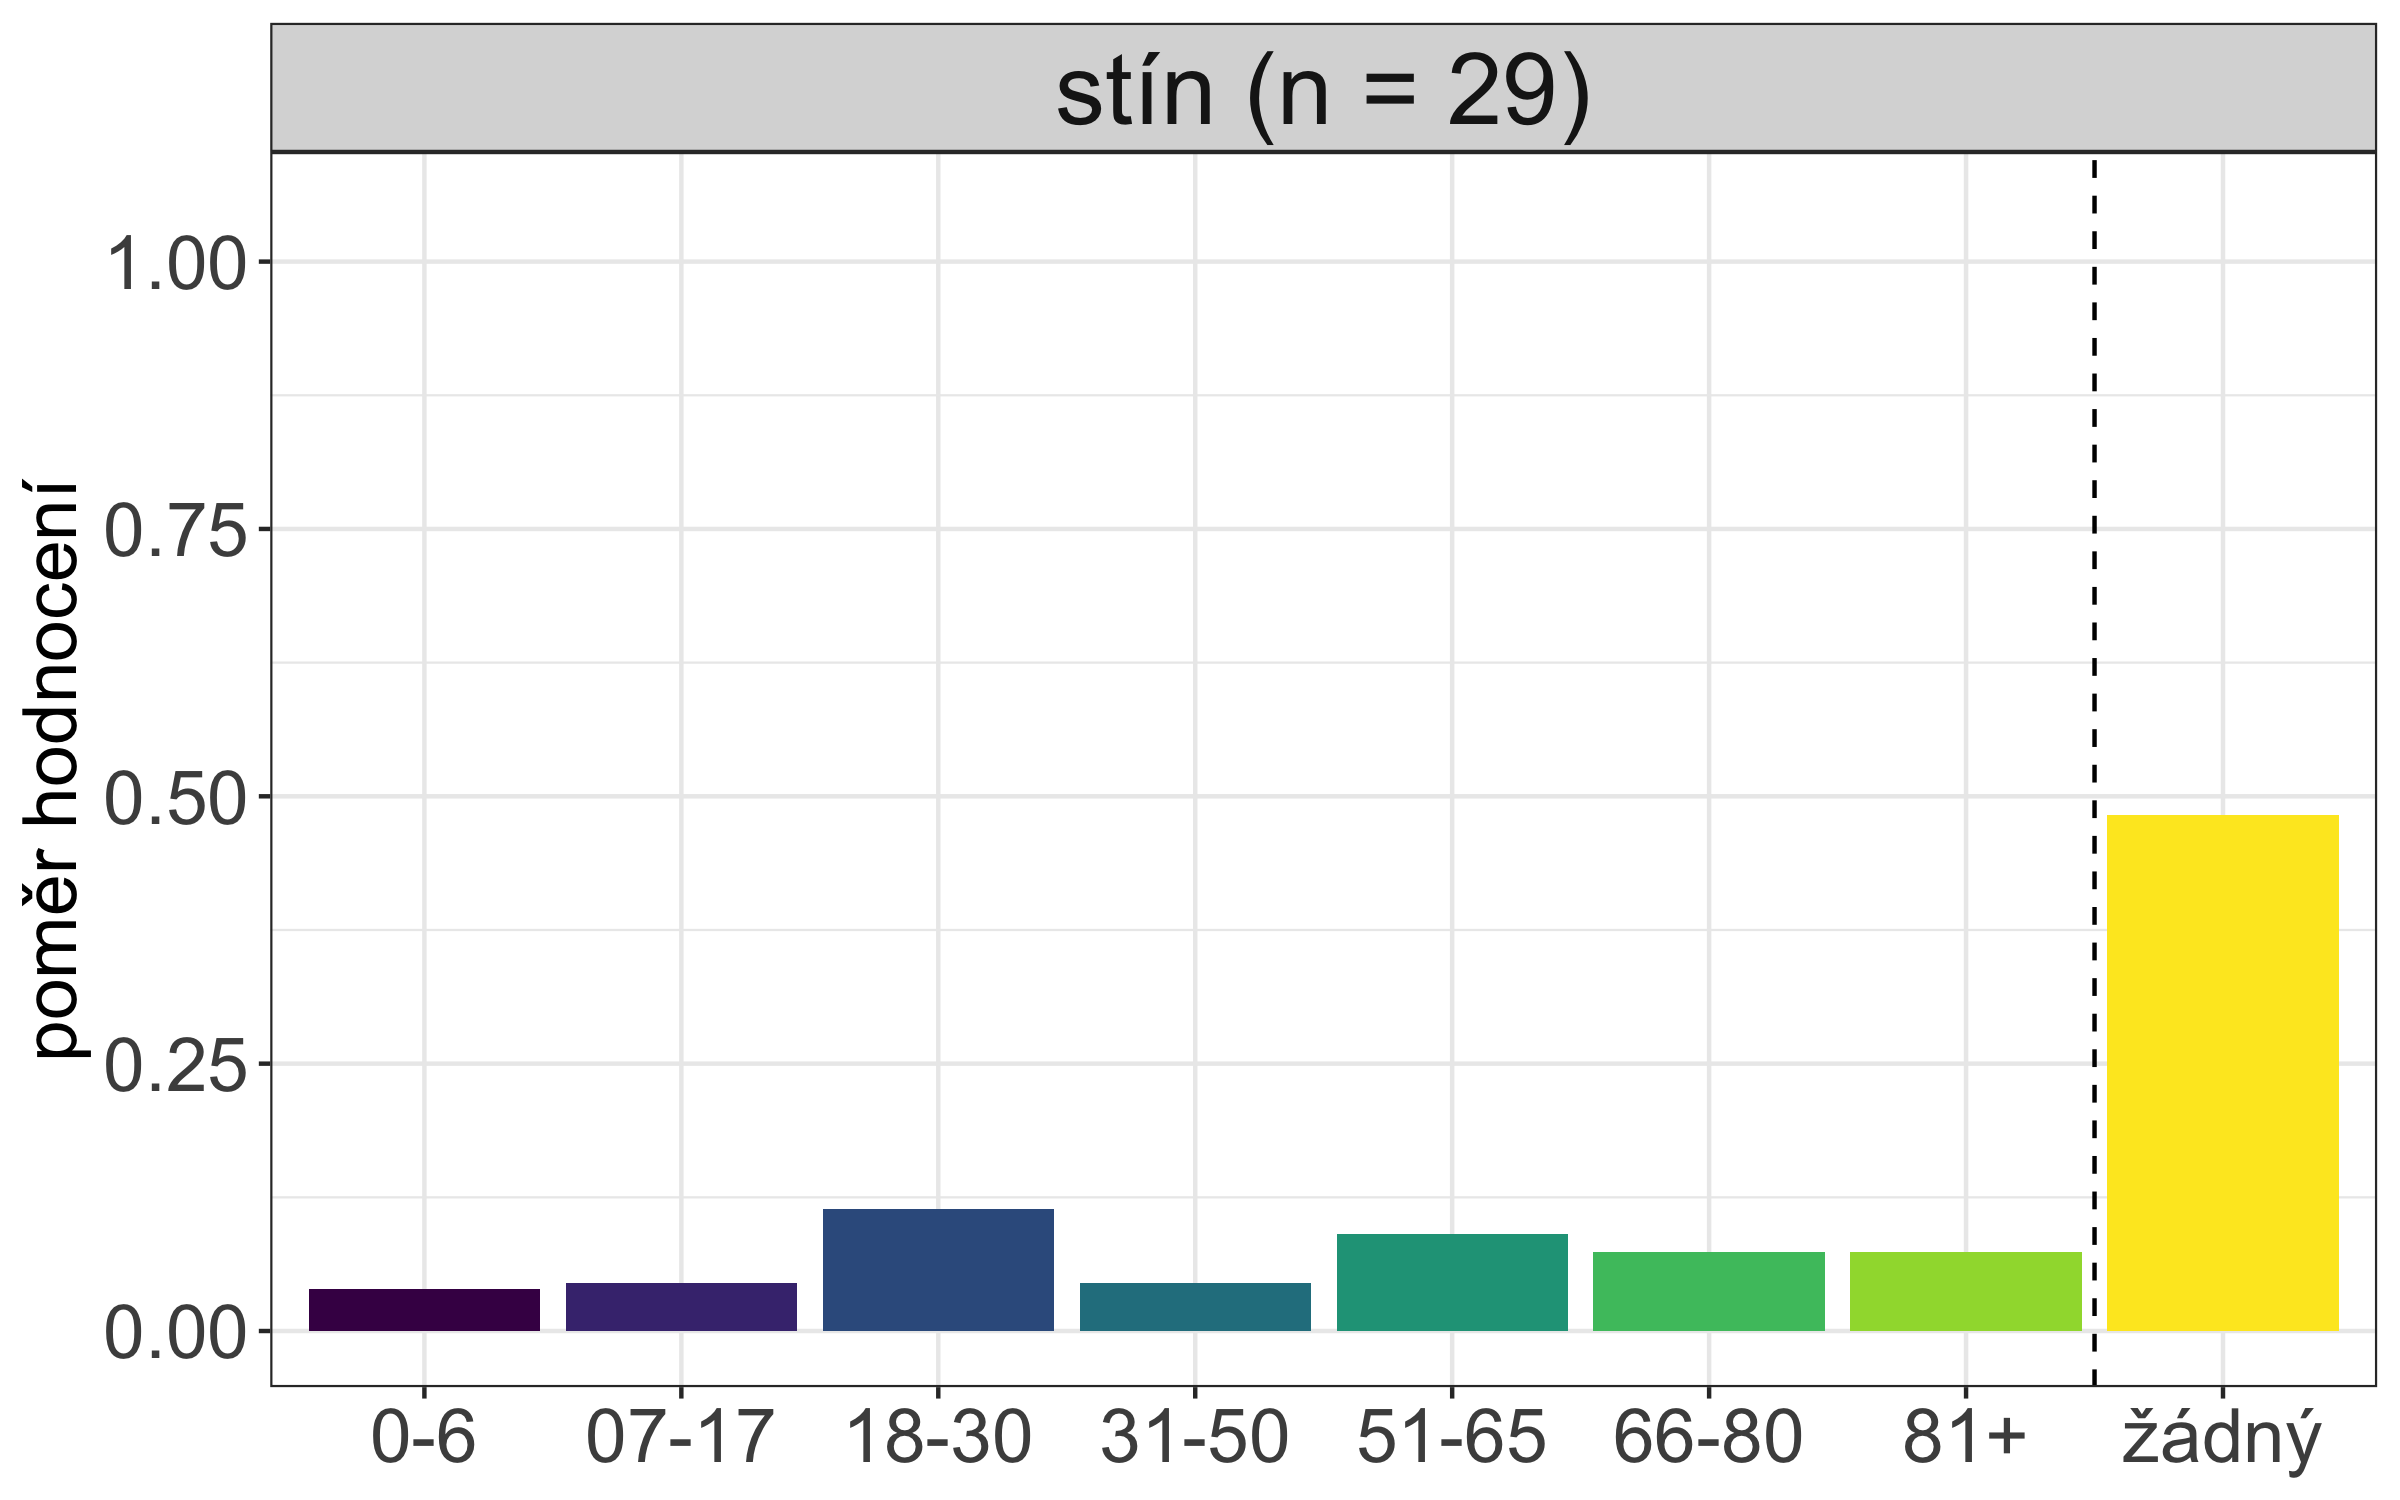 stín (n = 29)
poměr hodnocení
1.00
0.75
0.50
0.25
0.00
0-6 07-17 18-30 31-50 51-65 66-80 81+ žádný